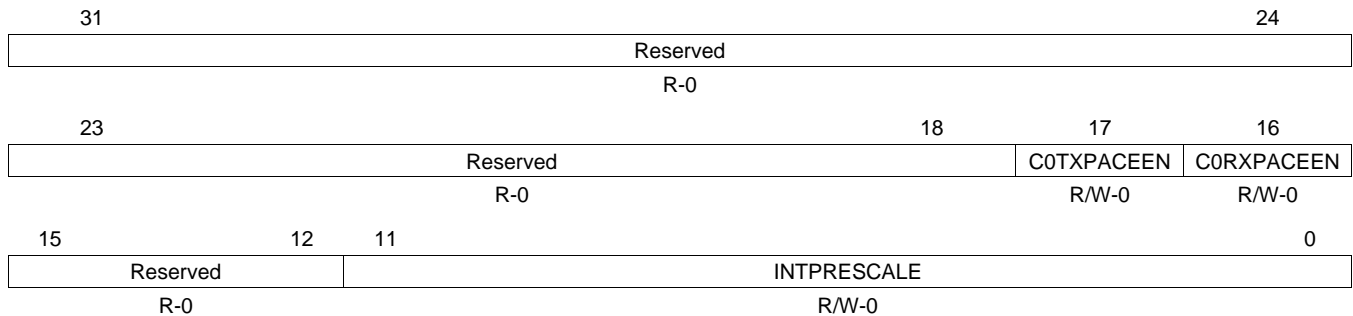 31 24
Reserved
R-0
23 18 17 16
Reserved C0TXPACEEN C0RXPACEEN
R-0 R/W-0 R/W-0
15 12 11 0
Reserved INTPRESCALE
R-0 R/W-0